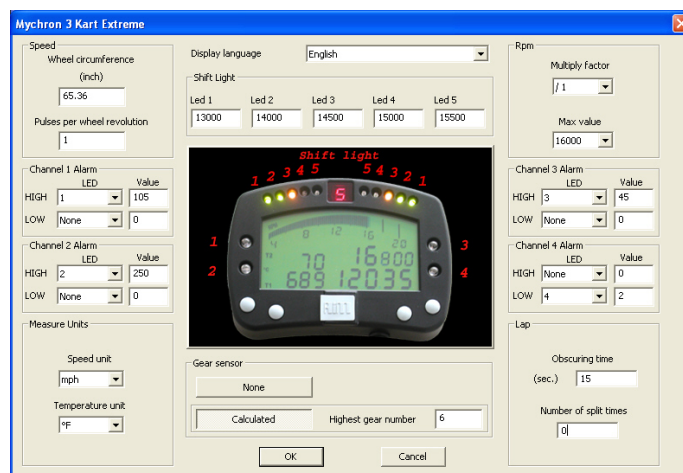 Mychron 3 Kart Extreme
Speed
Wheel circumference
(inch)
65.36
Pulses per wheel revolution
1
Display language
English
Shift Light
Led 1 Led 2 Led 3 Led 4 Led 5
13000 14000 14500 15000 15500
Rpm
Multiply factor
/ 1
Max value
16000
Channel 1 Alarm
LED Value
HIGH 1 105
LOW None 0
Channel 2 Alarm
LED Value
HIGH 2 250
LOW None 0
Shift light
1 2 3 4 5 5 4 3 2 1
5
8 12 16
4 20
1 3
70 16800
2 4
689 12035
Channel 3 Alarm
LED Value
HIGH 3 45
LOW None 0
Channel 4 Alarm
LED Value
HIGH None 0
LOW 4 2
Measure Units
Speed unit
mph
Temperature unit
°F
Gear sensor
None
Calculated Highest gear number 6
Lap
Obscuring time
(sec.) 15
Number of split times
0
OK Cancel